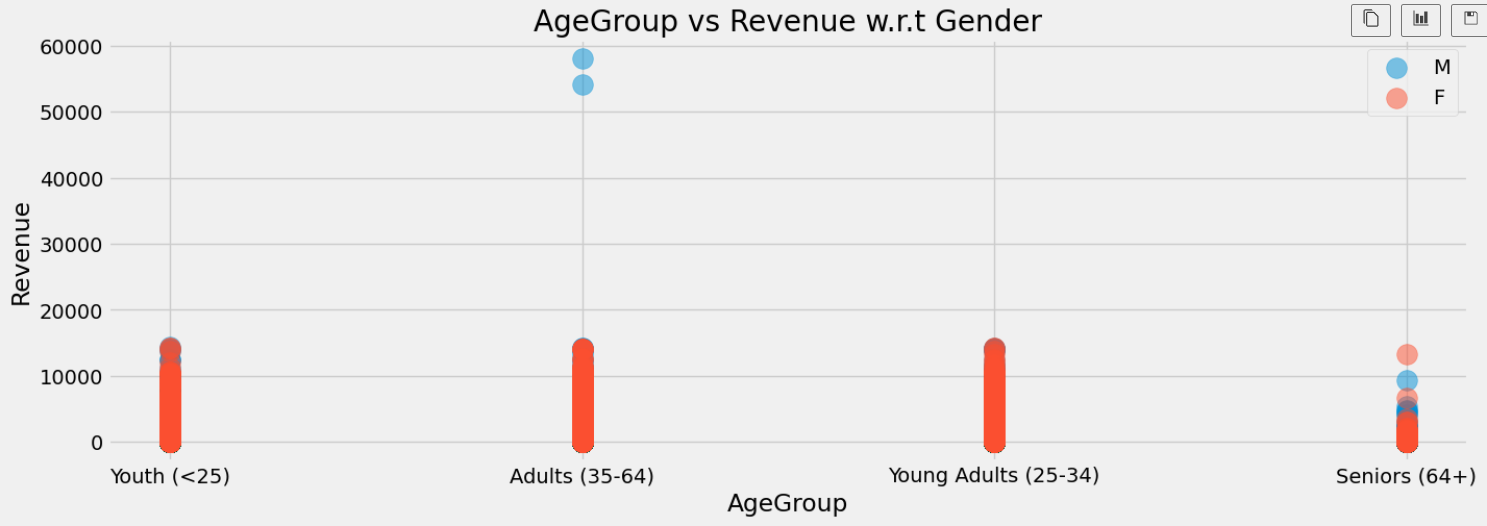 AgeGroup vs Revenue w.r.t Gender
60000
50000
40000
30000
20000
10000
0
Revenue
M
F
Youth (<25)
Adults (35-64)
Young Adults (25-34)
Seniors (64+)
AgeGroup